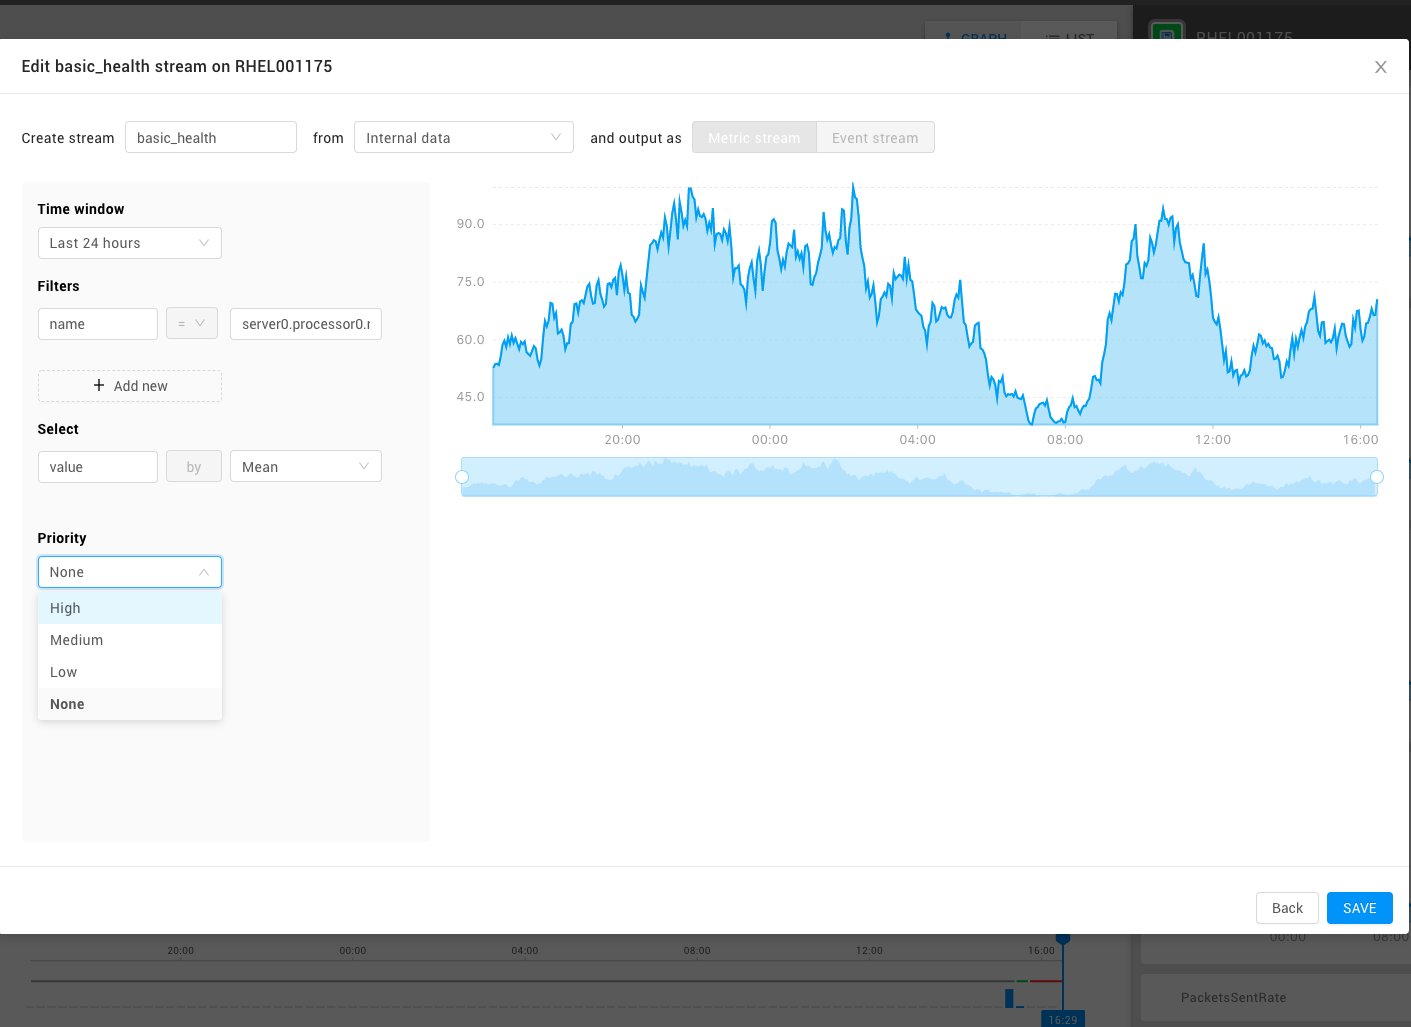 GRAPH
LIST
RHEL001175
Edit basic_health stream on RHEL001175
Create stream basic_health from Internal data and output as Metric stream Event stream
Time window
Last 24 hours
Filters
name = server0.processor0.r
+ Add new
Select
value by Mean
Priority
None
High
Medium
Low
None
90.0
75.0
60.0
45.0
20:00 00:00 04:00 08:00 12:00 16:00
Back SAVE
20:00 00:00 04:00 08:00 12:00 16:00
00:00 08:00
PacketsSentRate
16:29